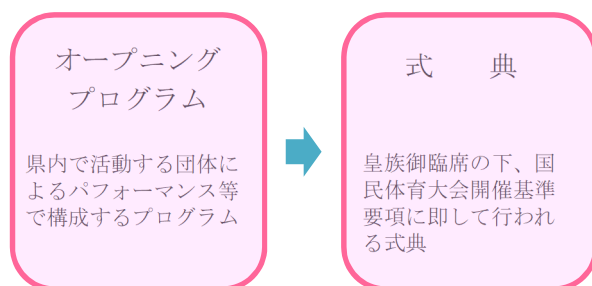 オープニング
プログラム
県内で活動する団体に
よるパフォーマンス等
で構成するプログラム
式　　典
皇族御臨席の下、国
民体育大会開催基準
要項に即して行われ
る式典